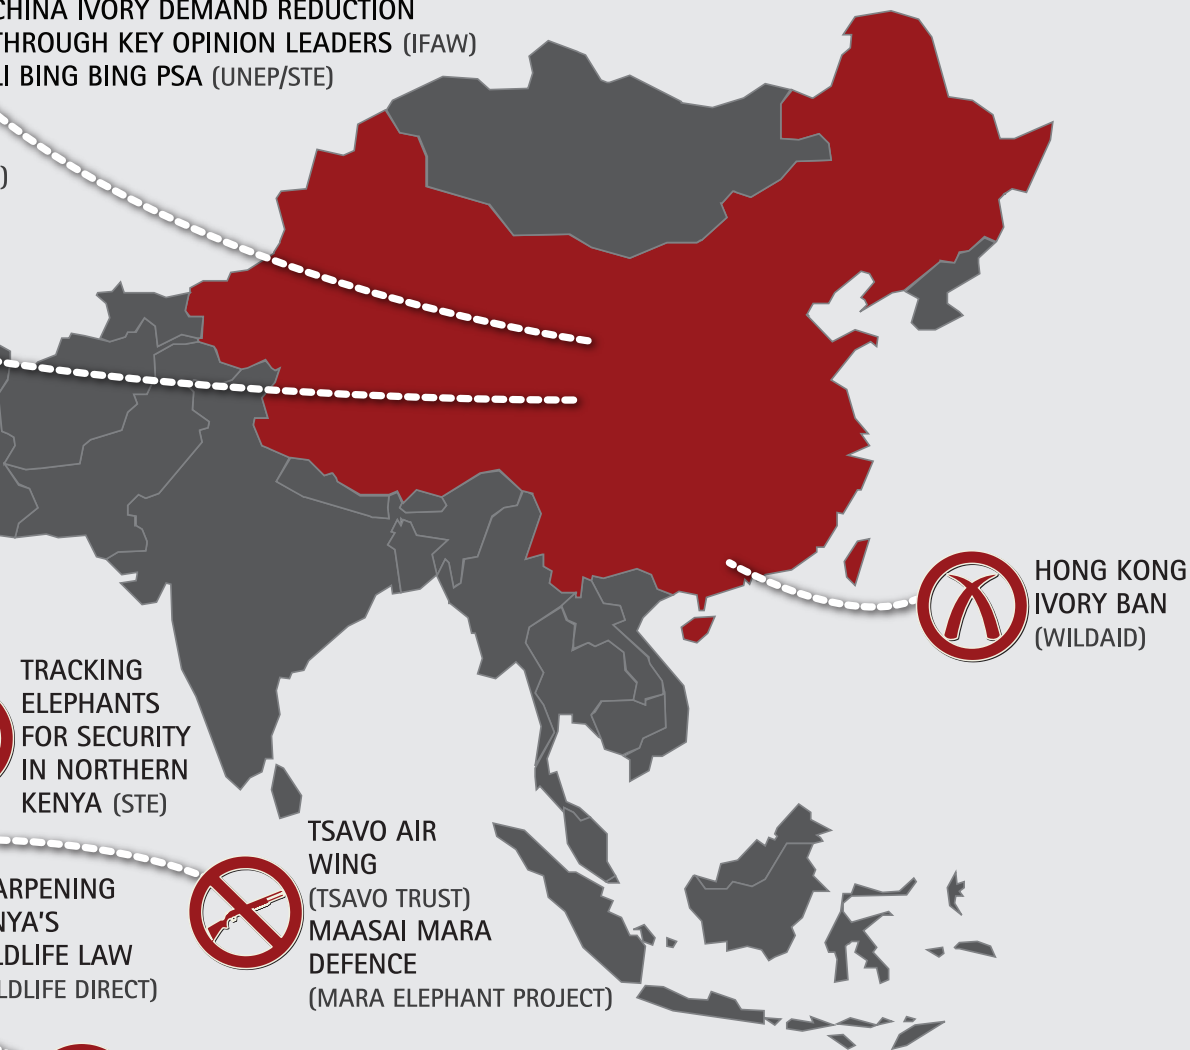 CHINA IVORY DEMAND REDUCTION
THROUGH KEY OPINION LEADERS (IFAW)
LI BING BING PSA (UNEP/STE)
)
HONG KONG
IVORY BAN
(WILDAID)
TRACKING
ELEPHANTS
FOR SECURITY
IN NORTHERN
KENYA (STE)
TSAVO AIR
WING
(TSAVO TRUST)
MAASAI MARA
DEFENCE
(MARA ELEPHANT PROJECT)
ARPENING
NYA'S
LDLIFE LAW
LDLIFE DIRECT)